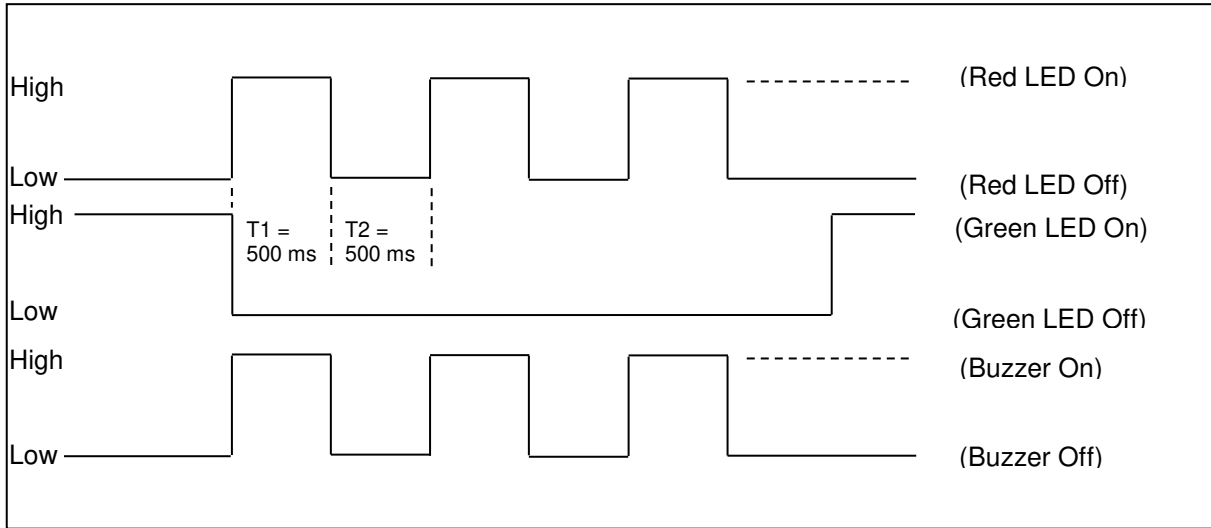 High
(Red LED On)
Low
(Red LED Off)
High
(Green LED On)
T1 =
500 ms
T2 =
500 ms
Low
(Green LED Off)
High
(Buzzer On)
Low
(Buzzer Off)